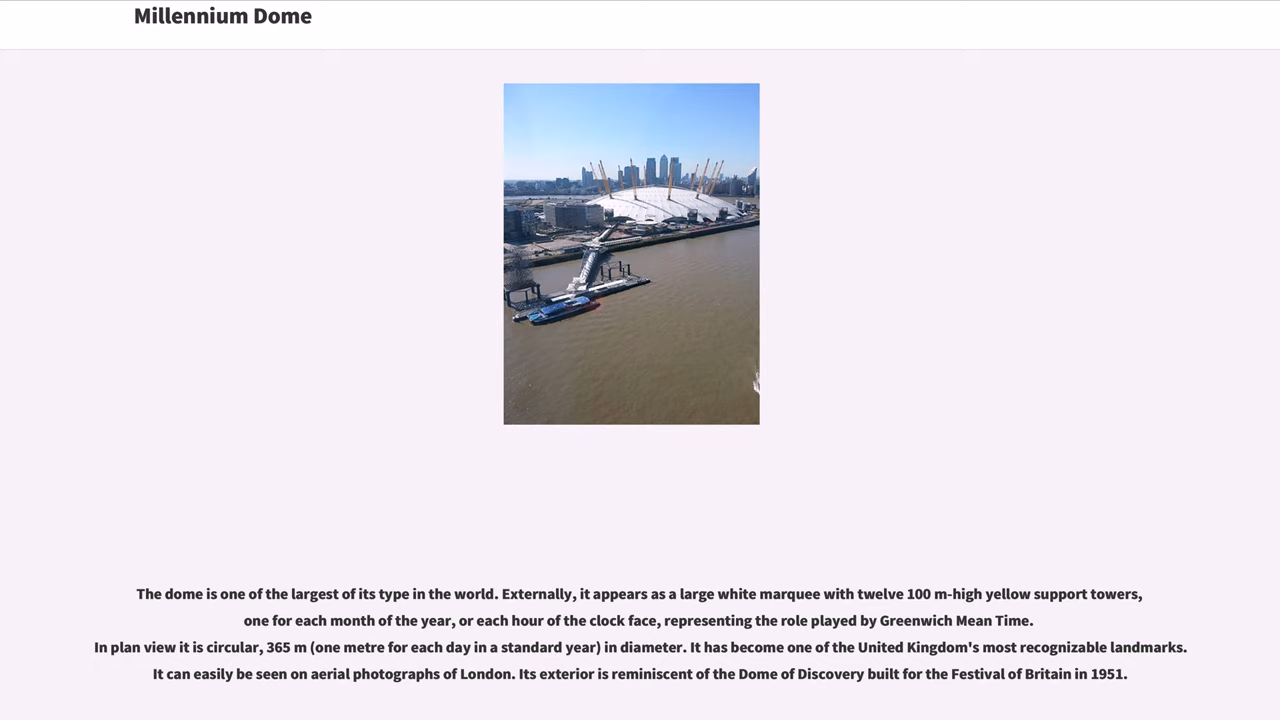 Millennium Dome
The dome is one of the largest of its type in the world. Externally, it appears as a large white marquee with twelve 100 m-high yellow support towers,
one for each month of the year, or each hour of the clock face, representing the role played by Greenwich Mean Time.
In plan view it is circular, 365 m (one metre for each day in a standard year) in diameter. It has become one of the United Kingdom's most recognizable landmarks.
It can easily be seen on aerial photographs of London. Its exterior is reminiscent of the Dome of Discovery built for the Festival of Britain in 1951.